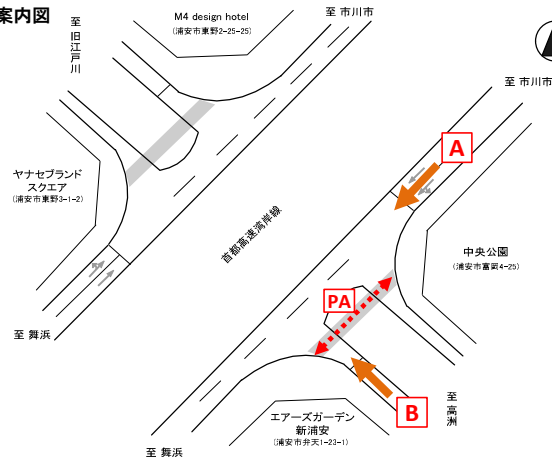 案内図
至 旧江戸川
M4 design hotel
(浦安市東野2-25-25)
至 市川市
至 市川市
A
ヤナセブランド
スクエア
(浦安市東野3-1-2)
首都高速湾岸線
中央公園
(浦安市富岡4-25)
PA
至 舞浜
B
至 高洲
エアーズガーデン
新浦安
(浦安市弁天1-23-1)
至 舞浜